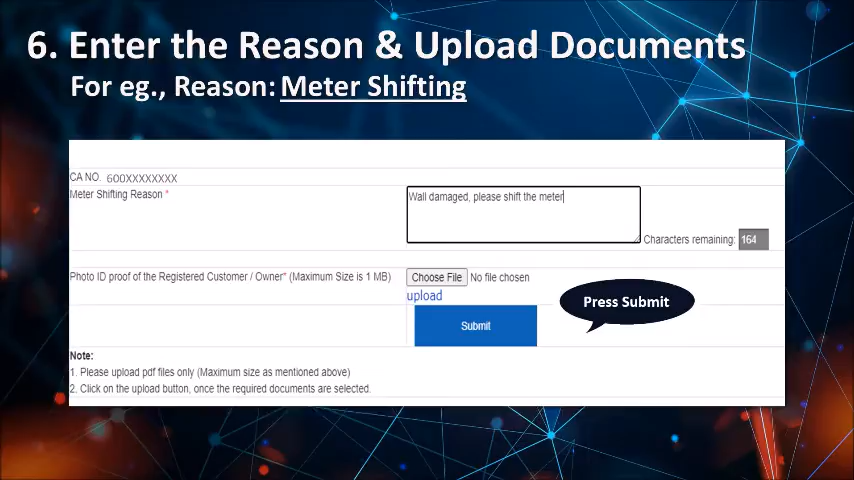 6. Enter the Reason & Upload Documents
For eg., Reason: Meter Shifting
CA NO. 600XXXXXXXX
Meter Shifting Reason *
Wall damaged, please shift the meter
Characters remaining: 164
Photo ID proof of the Registered Customer / Owner* (Maximum Size is 1 MB)
Choose File No file chosen
upload
Press Submit
Submit
Note:
1. Please upload pdf files only (Maximum size as mentioned above)
2. Click on the upload button, once the required documents are selected.